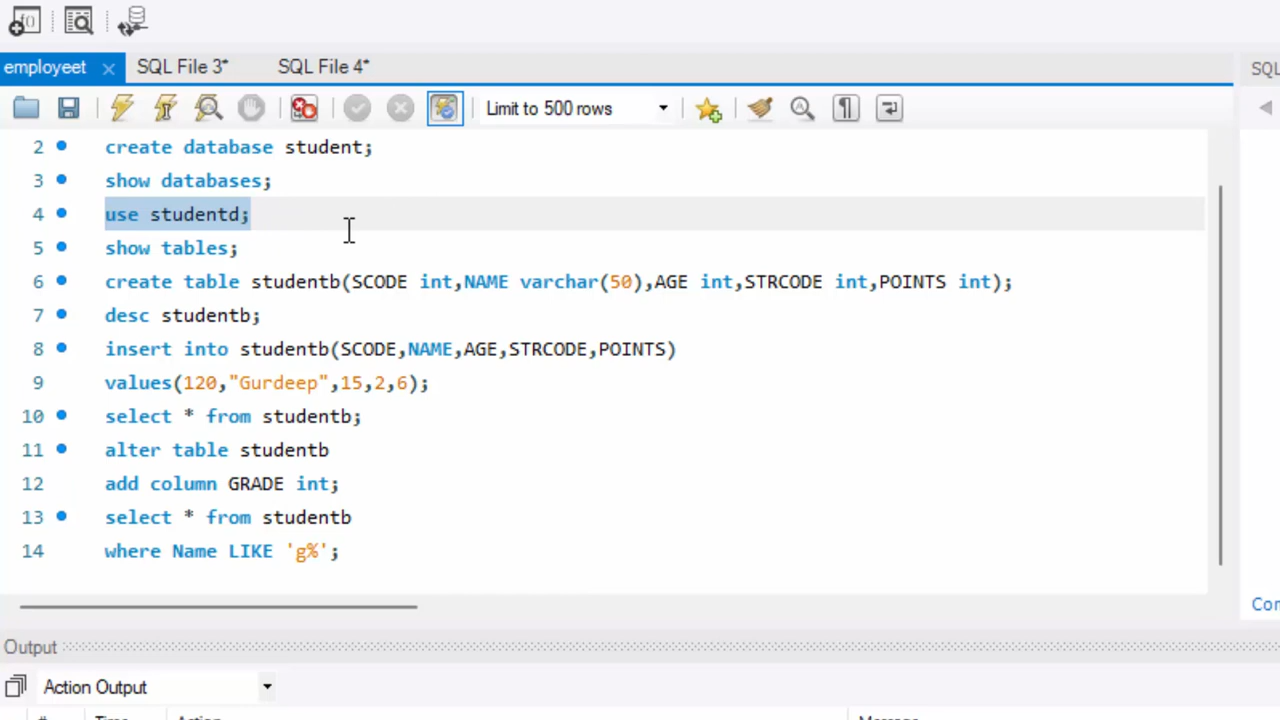 employeet
SQL File 3*
SQL File 4*
SQL
Limit to 500 rows
2 create database student;
3 show databases;
4 use studentd;
5 show tables;
6 create table studentb(SCODE int,NAME varchar(50),AGE int,STRCODE int,POINTS int);
7 desc studentb;
8 insert into studentb(SCODE,NAME,AGE,STRCODE,POINTS)
9 values(120,"Gurdeep",15,2,6);
10 select * from studentb;
11 alter table studentb
12 add column GRADE int;
13 select * from studentb
14 where Name LIKE 'g%';
Output
Action Output
# Time Action Message